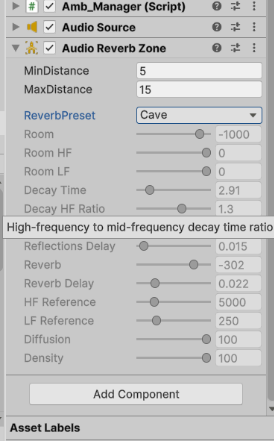 Amb_Manager (Script)
Audio Source
Audio Reverb Zone
MinDistance 5
MaxDistance 15
ReverbPreset Cave
Room -1000
Room HF 0
Room LF 0
Decay Time 2.91
Decay HF Ratio 1.3
High-frequency to mid-frequency decay time ratio
Reflections Delay 0.015
Reverb -302
Reverb Delay 0.022
HF Reference 5000
LF Reference 250
Diffusion 100
Density 100
Add Component
Asset Labels